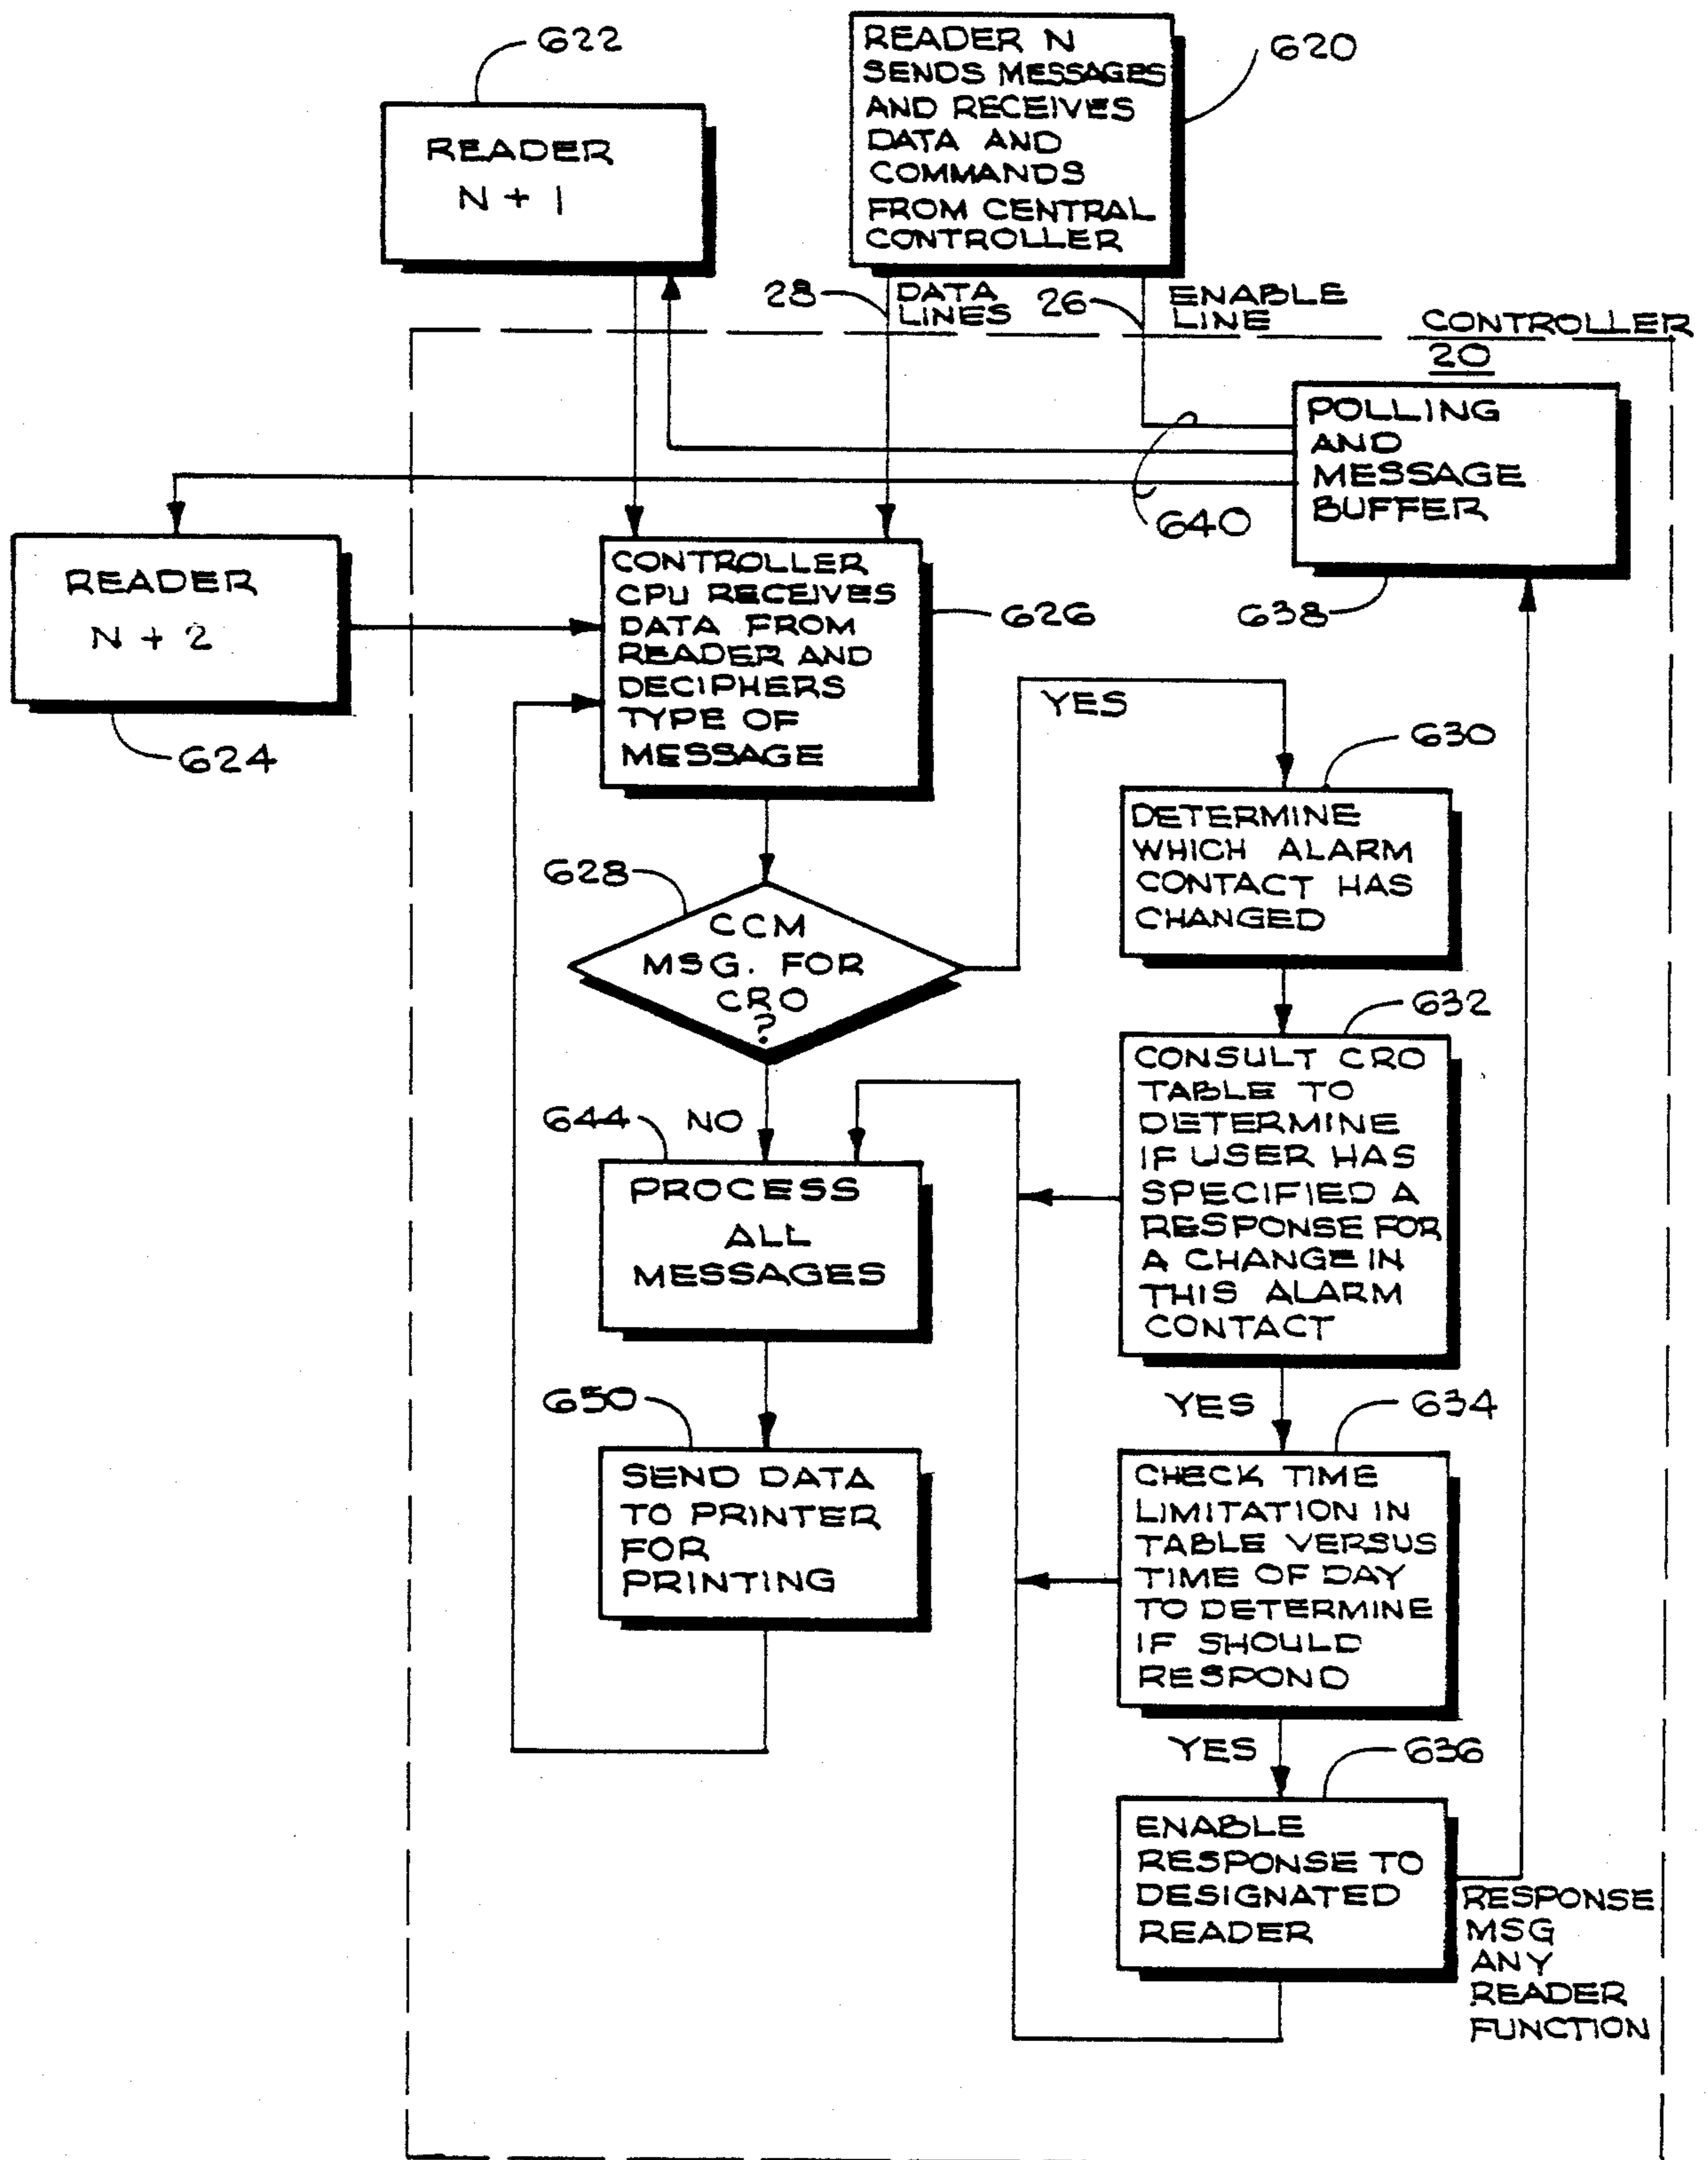 622
READER
N + 1
READER N
SENDS MESSAGES
AND RECEIVES
DATA AND
COMMANDS
FROM CENTRAL
CONTROLLER
620
28
DATA
LINES
26
ENABLE
LINE
CONTROLLER
20
POLLING
AND
MESSAGE
BUFFER
640
638
READER
N + 2
624
CONTROLLER
CPU RECEIVES
DATA FROM
READER AND
DECIPHERS
TYPE OF
MESSAGE
626
YES
630
DETERMINE
WHICH ALARM
CONTACT HAS
CHANGED
628
CCM
MSG. FOR
CRO
?
632
CONSULT CRO
TABLE TO
DETERMINE
IF USER HAS
SPECIFIED A
RESPONSE FOR
A CHANGE IN
THIS ALARM
CONTACT
644
NO
PROCESS
ALL
MESSAGES
YES
634
650
SEND DATA
TO PRINTER
FOR
PRINTING
CHECK TIME
LIMITATION IN
TABLE VERSUS
TIME OF DAY
TO DETERMINE
IF SHOULD
RESPOND
YES
636
ENABLE
RESPONSE TO
DESIGNATED
READER
RESPONSE
MSG
ANY
READER
FUNCTION